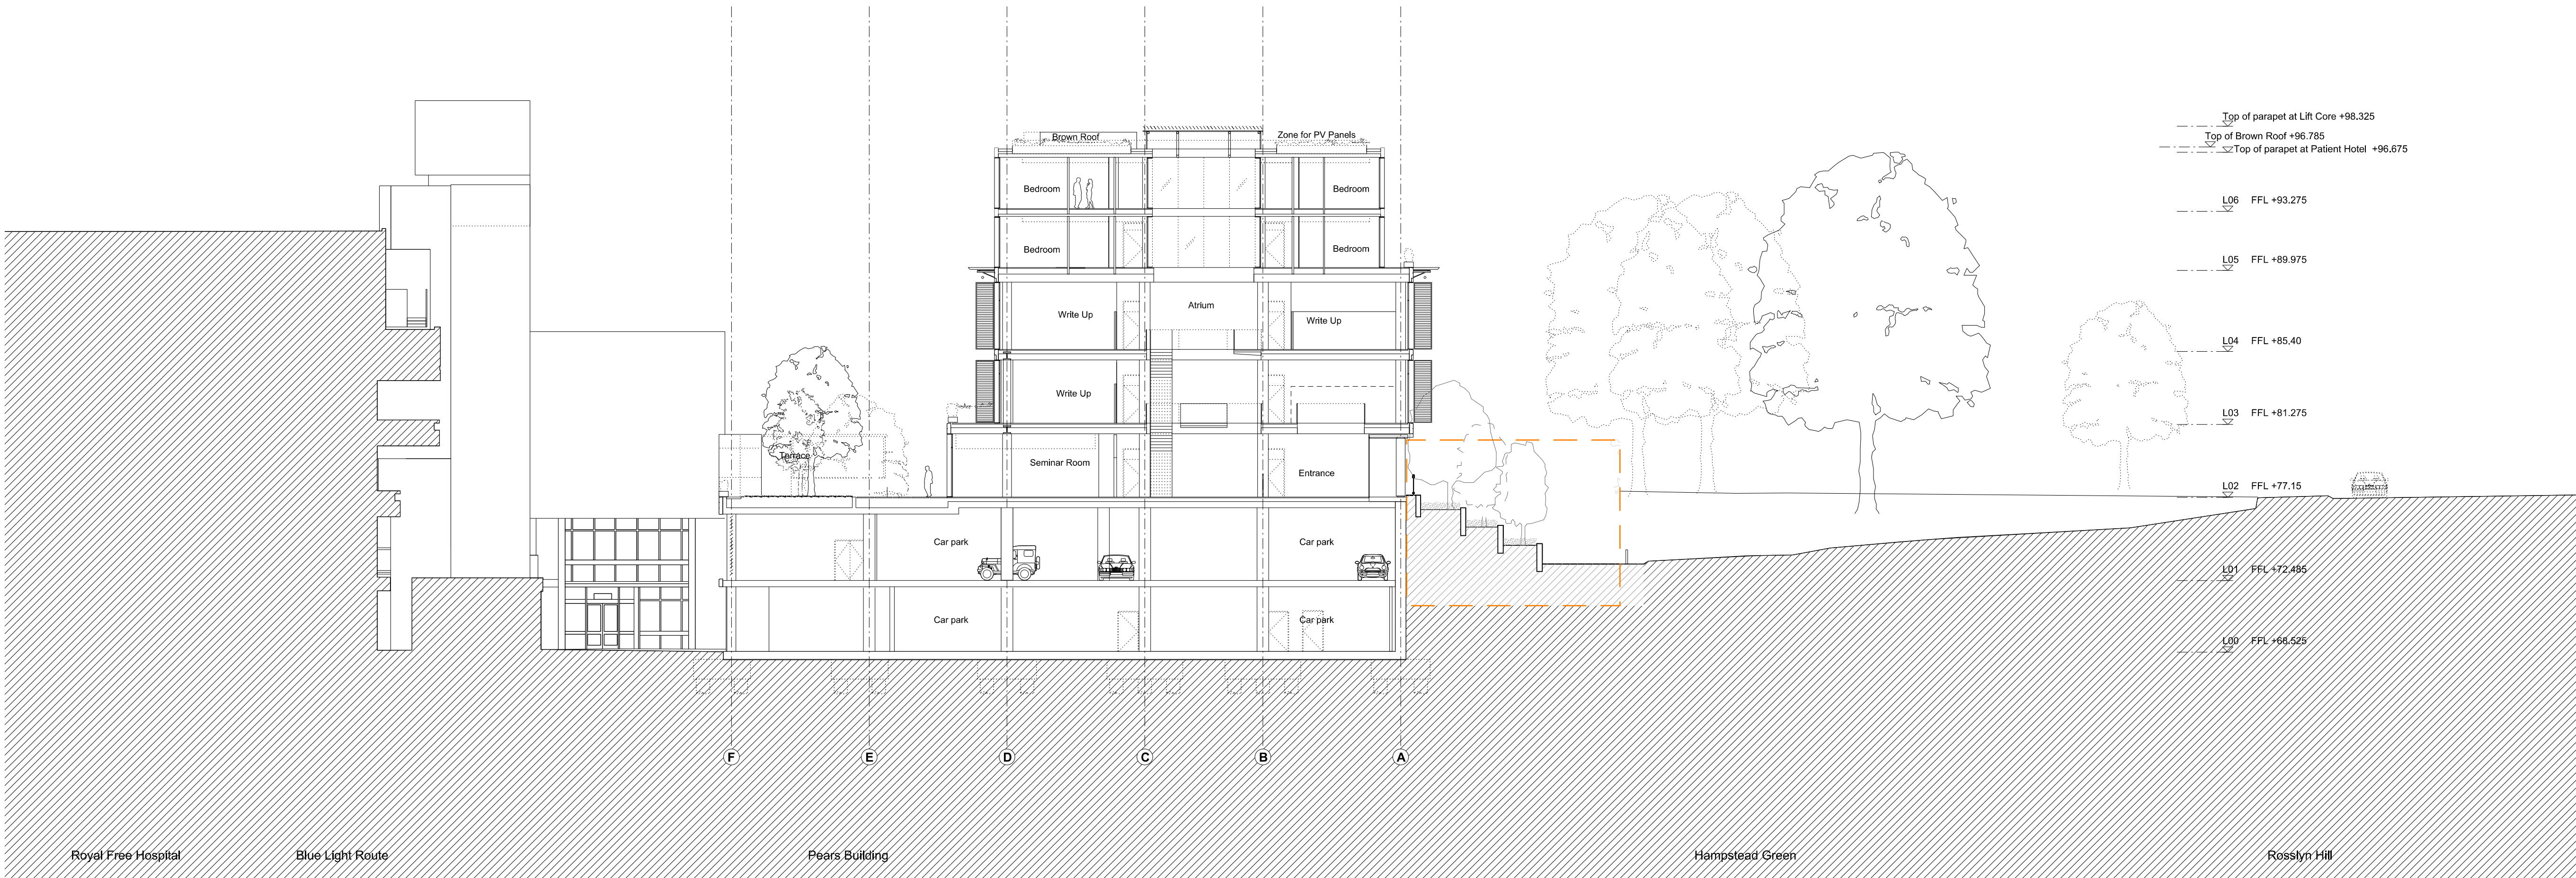 Top of parapet at Lift Core +98.325
Brown Roof
Zone for PV Panels
Top of Brown Roof +96.785
Top of parapet at Patient Hotel +96.675
Bedroom
Bedroom
L06 FFL +93.275
Bedroom
Bedroom
L05 FFL +89.975
Atrium
Write Up
Write Up
L04 FFL +85.40
Write Up
L03 FFL +81.275
Terrace
Seminar Room
Entrance
L02 FFL +77.15
Car park
Car park
L01 FFL +72.485
Car park
Car park
L00 FFL +68.525
F
E
D
C
B
A
Royal Free Hospital
Blue Light Route
Pears Building
Hampstead Green
Rosslyn Hill